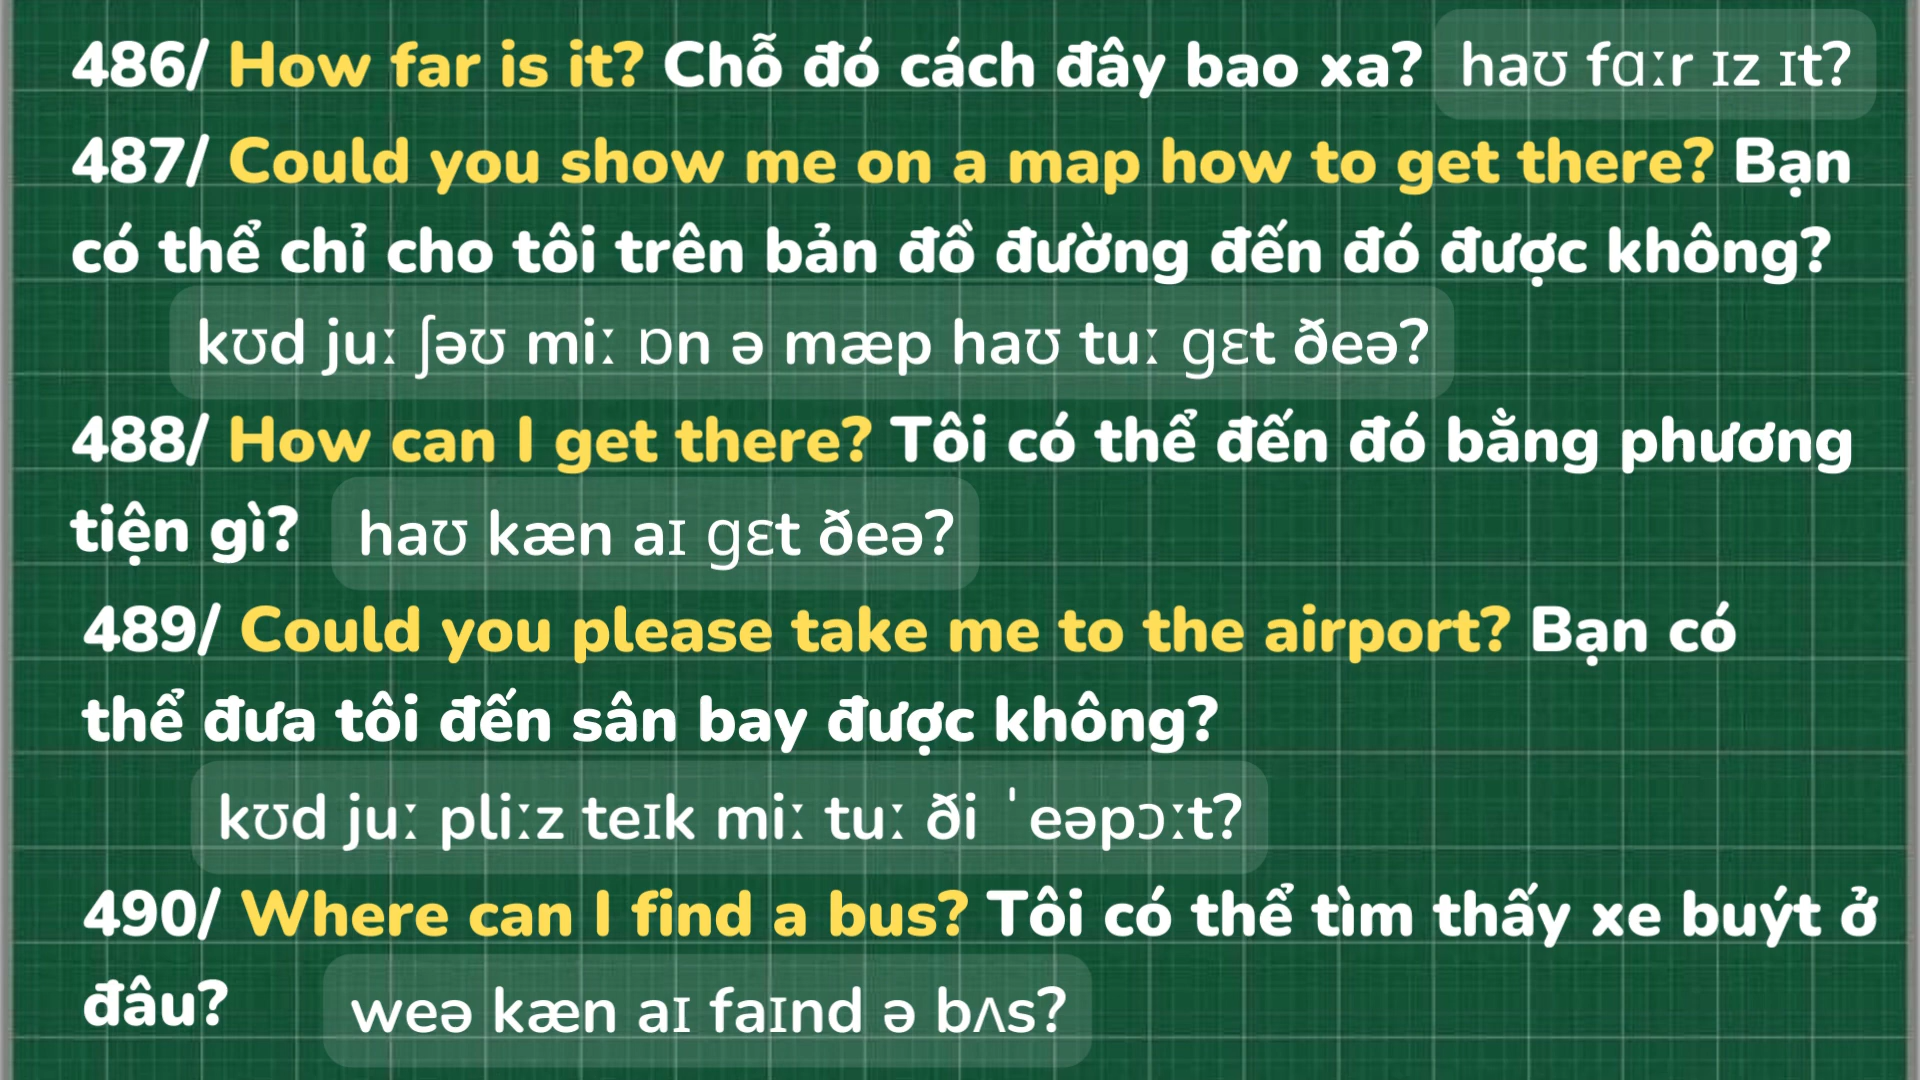 486/ How far is it? Chỗ đó cách đây bao xa? haʊ fɑːr ɪz ɪt?
487/ Could you show me on a map how to get there? Bạn
có thể chỉ cho tôi trên bản đồ đường đến đó được không?
kʊd juː ʃəʊ miː ɒn ə mæp haʊ tuː ɡɛt ðeə?
488/ How can I get there? Tôi có thể đến đó bằng phương
tiện gì? haʊ kæn aɪ ɡɛt ðeə?
489/ Could you please take me to the airport? Bạn có
thể đưa tôi đến sân bay được không?
kʊd juː pliːz teɪk miː tuː ði ˈeəpɔːt?
490/ Where can I find a bus? Tôi có thể tìm thấy xe buýt ở
đâu? weə kæn aɪ faɪnd ə bʌs?